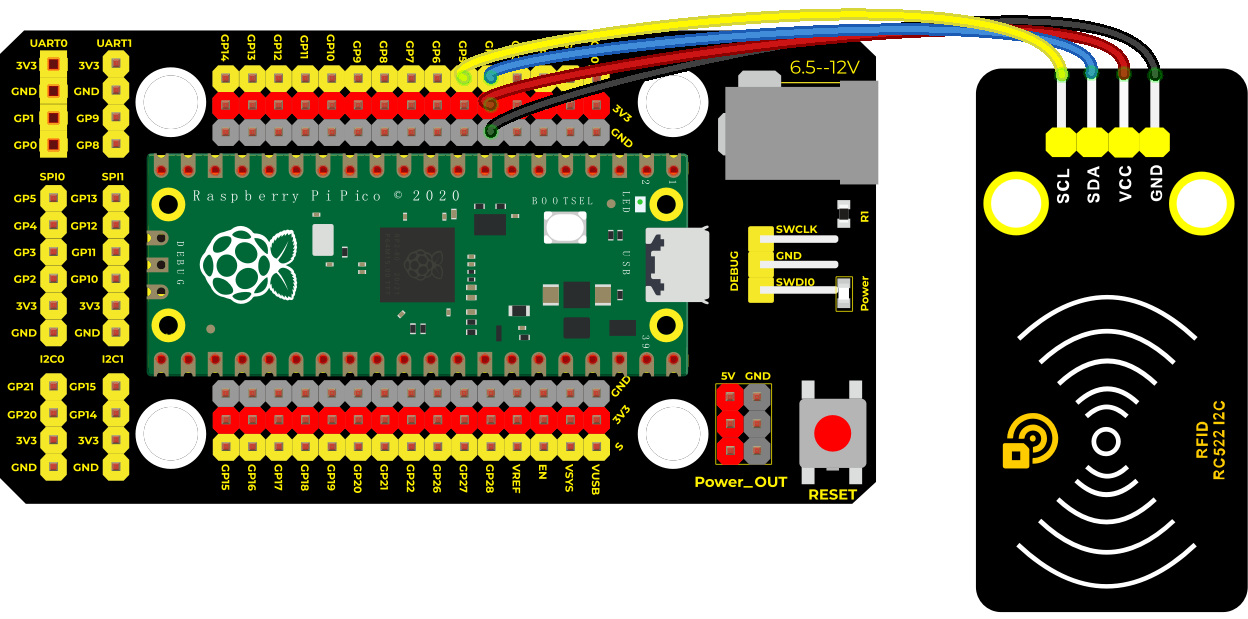 UART0
3V3
GND
GP1
GP0
UART1
3V3
GND
GP9
GP8
SPI0
GP5
GP4
GP3
GP2
3V3
GND
SPI1
GP13
GP12
GP11
GP10
3V3
GND
I2C0
GP21
GP20
3V3
GND
I2C1
GP15
GP14
3V3
GND
GP14
GP13
GP12
GP11
GP10
GP9
GP8
GP7
GP6
3V3
GND
6.5--12V
Raspberry Pi Pico © 2020
BOOTSEL
LED
USB
DEBUG
2
1
39
R1
DEBUG
SWCLK
GND
SWDI0
Power
GND
3V3
S
GP15
GP16
GP17
GP18
GP19
GP20
GP21
GP22
GP26
GP27
GP28
VREF
EN
VSYS
VUSB
5V
GND
Power_OUT
RESET
SCL
SDA
VCC
GND
RFID
RC522 I2C